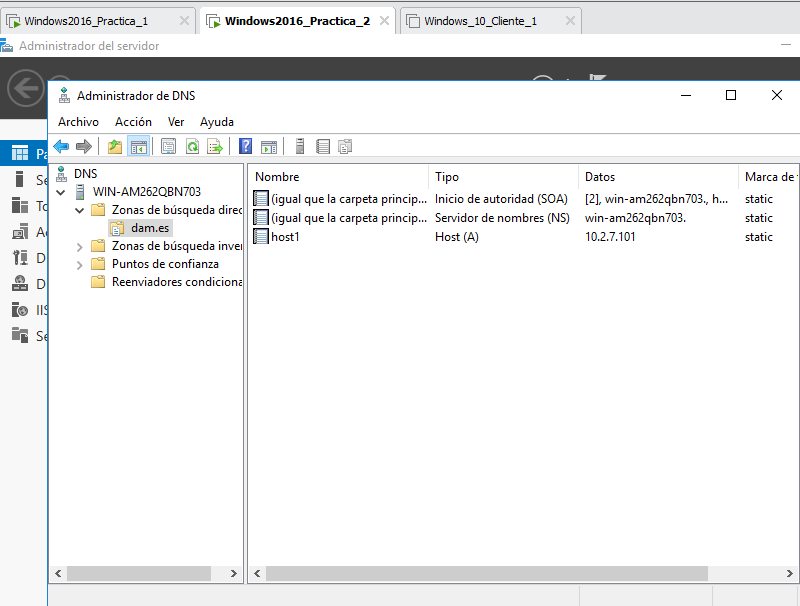 Windows2016_Practica_1 Windows2016_Practica_2 Windows_10_Cliente_1
Administrador del servidor
Administrador de DNS
Archivo Acción Ver Ayuda
DNS
WIN-AM262QBN703
Zonas de búsqueda direc
dam.es
Zonas de búsqueda inver
Puntos de confianza
Reenviadores condiciona
Nombre Tipo Datos Marca de
(igual que la carpeta princip... Inicio de autoridad (SOA) [2], win-am262qbn703., h... static
(igual que la carpeta princip... Servidor de nombres (NS) win-am262qbn703. static
host1 Host (A) 10.2.7.101 static
Pa
Se
To
A
D
D
IIS
Se